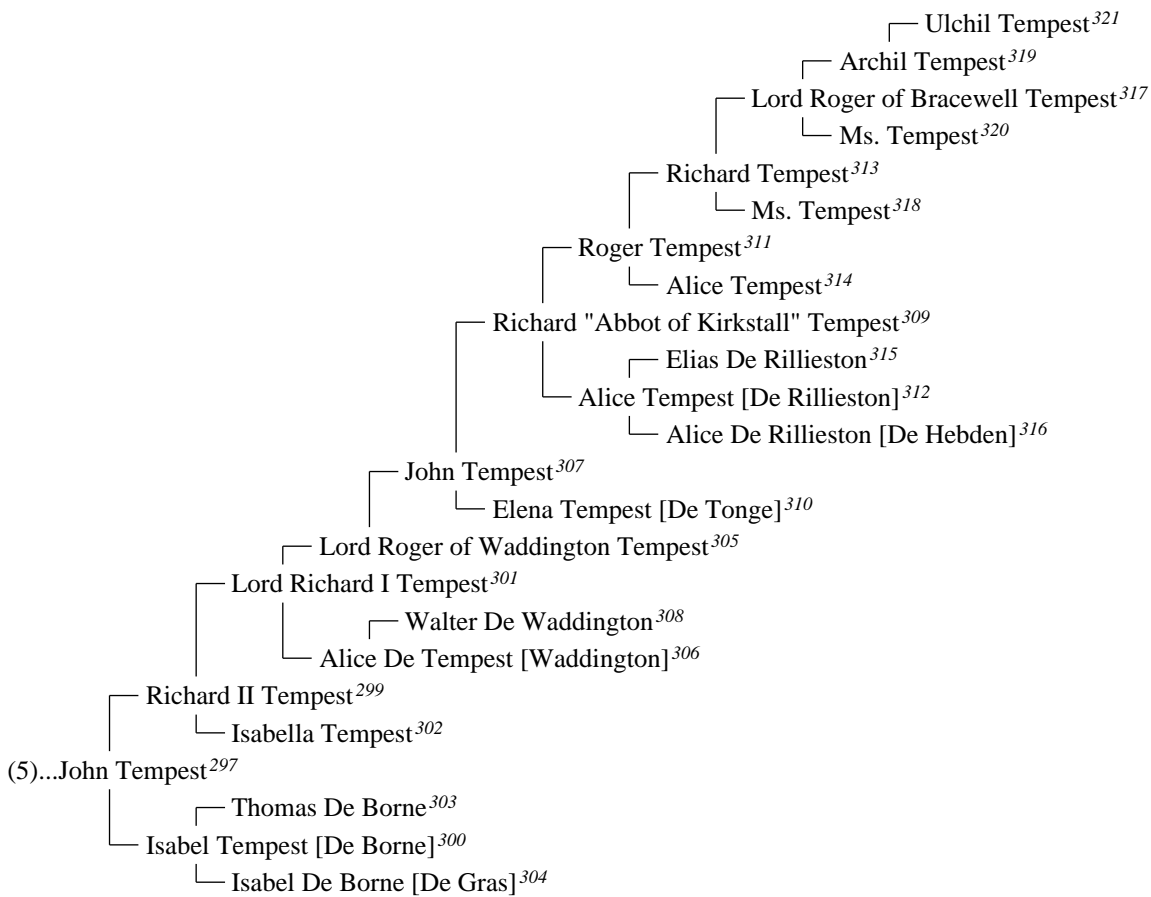 Ulchil Tempest321
Archil Tempest319
Lord Roger of Bracewell Tempest317
Ms. Tempest320
Richard Tempest313
Ms. Tempest318
Roger Tempest311
Alice Tempest314
Richard "Abbot of Kirkstall" Tempest309
Elias De Rillieston315
Alice Tempest [De Rillieston]312
Alice De Rillieston [De Hebden]316
John Tempest307
Elena Tempest [De Tonge]310
Lord Roger of Waddington Tempest305
Lord Richard I Tempest301
Walter De Waddington308
Alice De Tempest [Waddington]306
Richard II Tempest299
Isabella Tempest302
(5)...John Tempest297
Thomas De Borne303
Isabel Tempest [De Borne]300
Isabel De Borne [De Gras]304